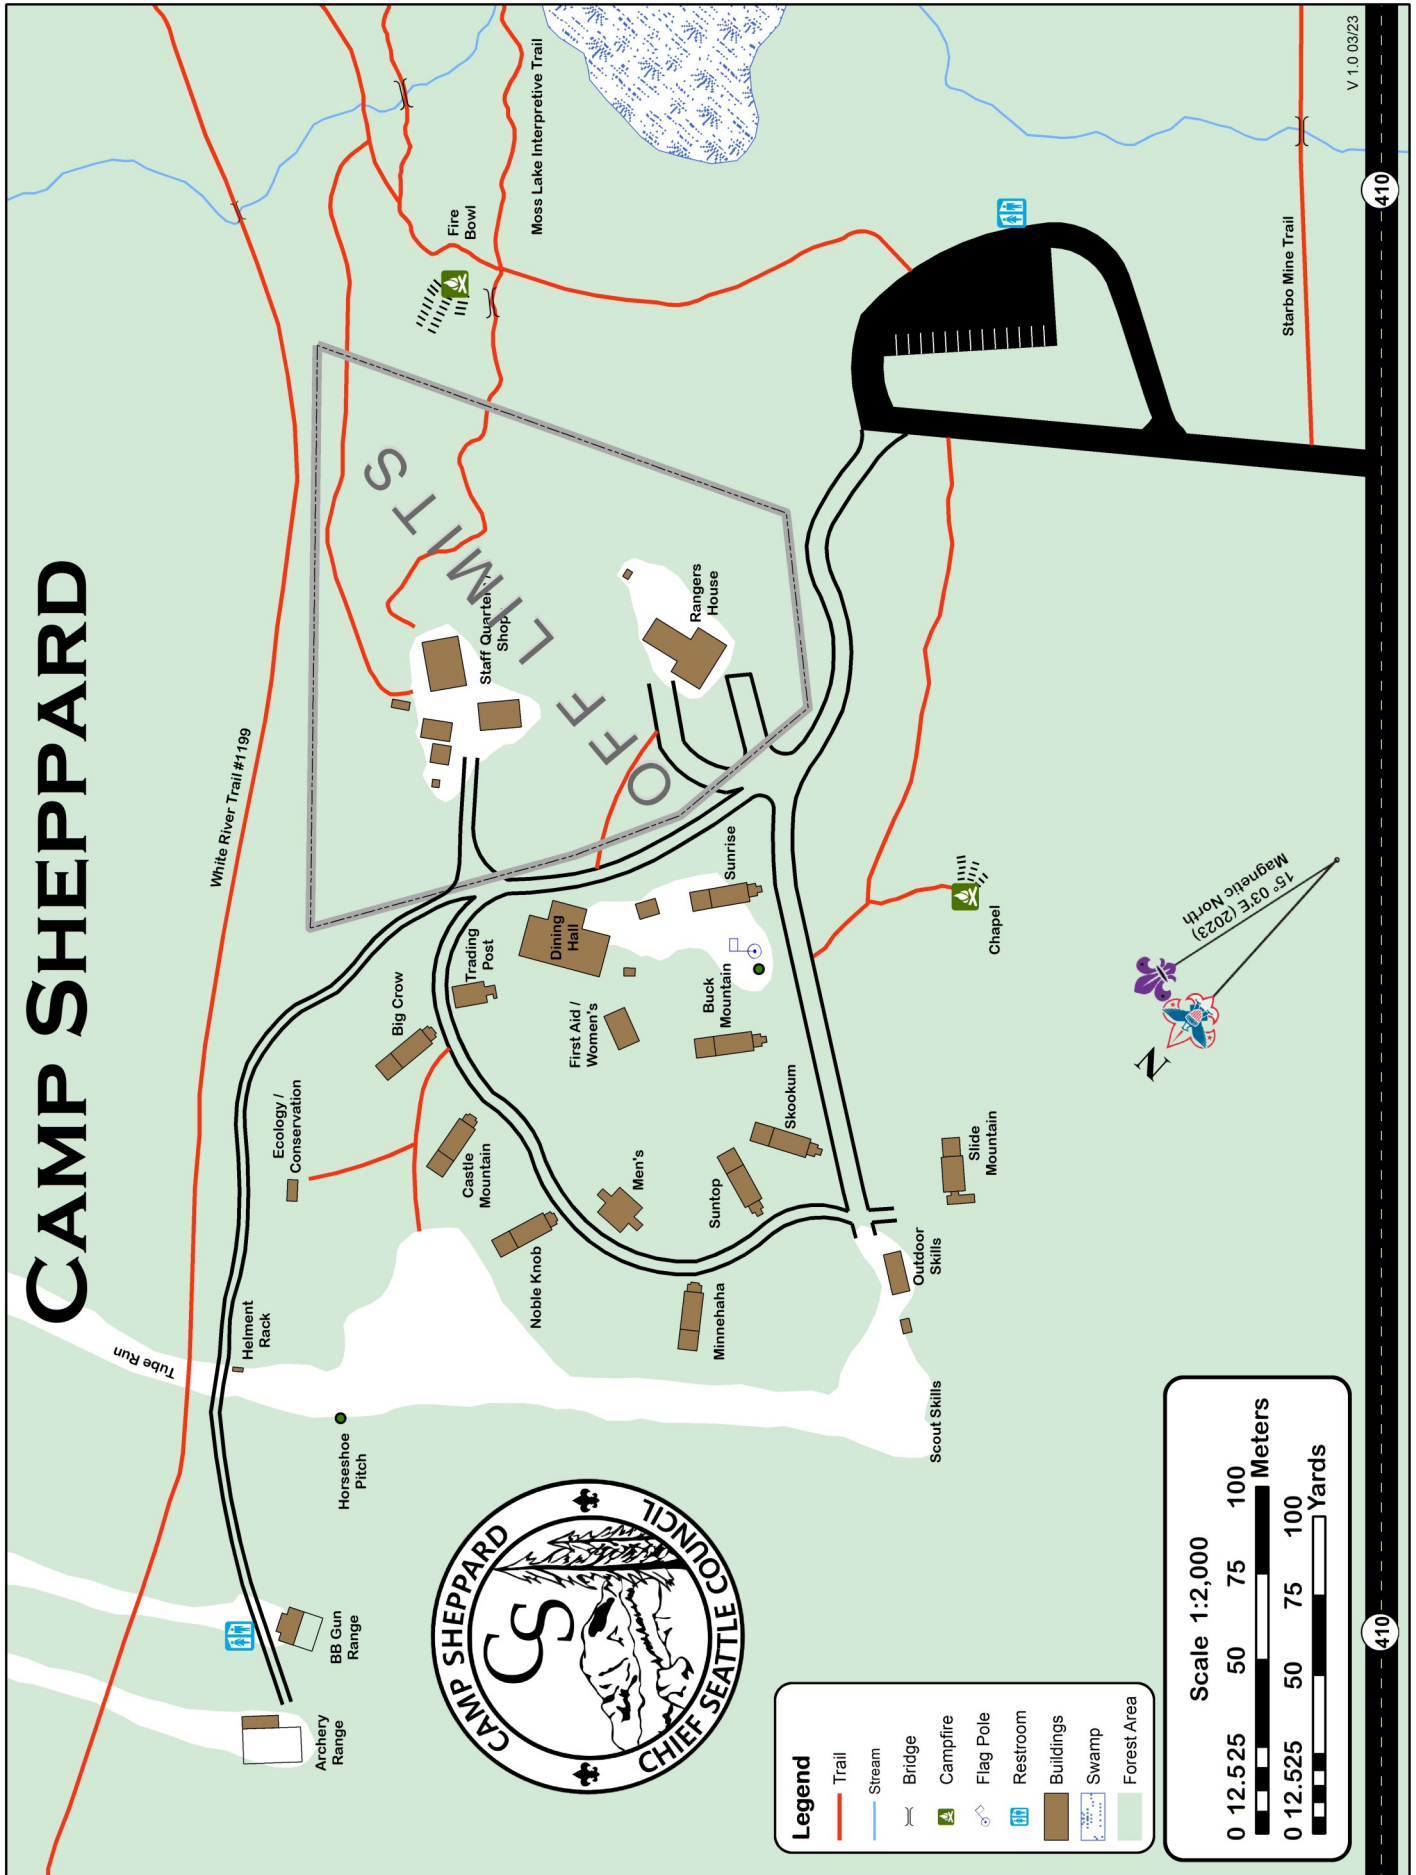 CAMP SHEPPARD
White River Trail #1199
Tube Run
Moss Lake Interpretive Trail
Fire
Bowl
OFF LIMITS
Staff Quarters /
Shop
Rangers
House
Ecology /
Conservation
Big Crow
Trading
Post
Dining
Hall
Sunrise
First Aid /
Women's
Buck
Mountain
Castle
Mountain
Noble Knob
Men's
Suntop
Skookum
Minnehaha
Helment
Rack
Horseshoe
Pitch
BB Gun
Range
Archery
Range
Outdoor
Skills
Slide
Mountain
Scout Skills
Chapel
Starbo Mine Trail
V 1.0 03/23
410
410
N
15° 03'E (2023)
Magnetic North
CAMP SHEPPARD
CS
CHIEF SEATTLE COUNCIL
Legend
Trail
Stream
Bridge
Campfire
Flag Pole
Restroom
Buildings
Swamp
Forest Area
Scale 1:2,000
0 12.525 50 75 100
Meters
0 12.525 50 75 100
Yards